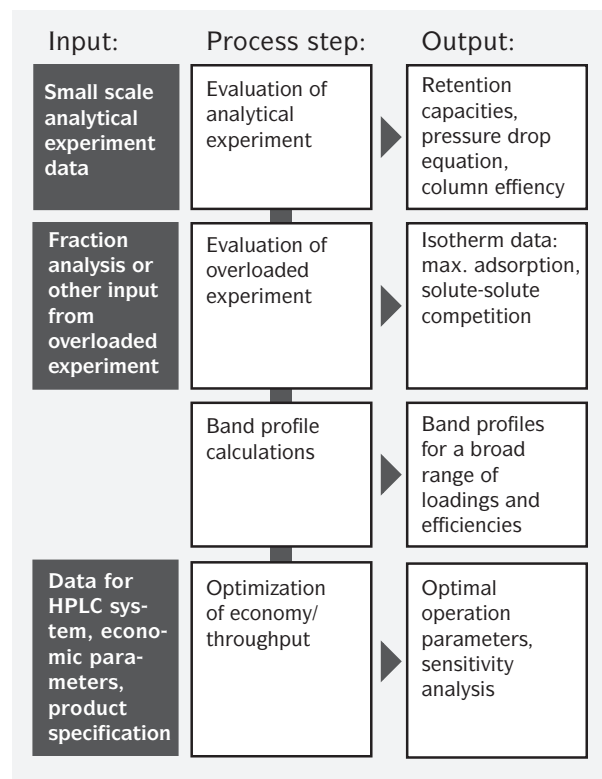 Input:
Process step:
Output:
Small scale
analytical
experiment
data
Evaluation of
analytical
experiment
Retention
capacities,
pressure drop
equation,
column effiency
Fraction
analysis or
other input
from
overloaded
experiment
Evaluation of
overloaded
experiment
Isotherm data:
max. adsorption,
solute-solute
competition
Band profile
calculations
Band profiles
for a broad
range of
loadings and
efficiencies
Data for
HPLC sys-
tem, econo-
mic para-
meters,
product
specification
Optimization
of economy/
throughput
Optimal
operation
parameters,
sensitivity
analysis